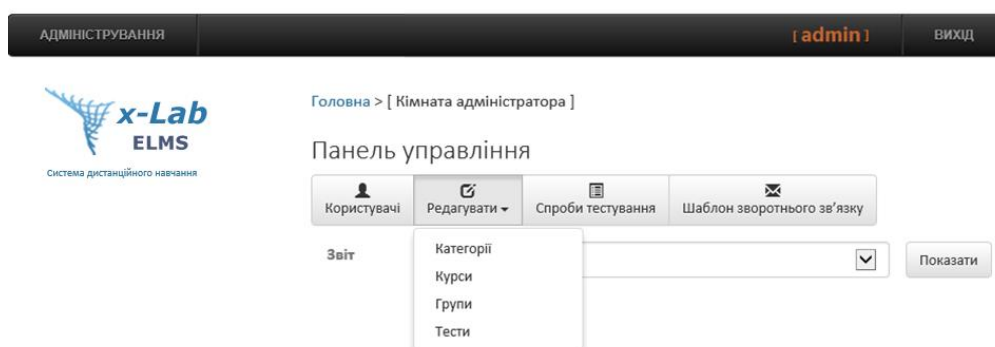 АДМІНІСТРУВАННЯ
[ admin ]
ВИХІД
x-Lab
ELMS
Система дистанційного навчання
Головна > [ Кімната адміністратора ]
Панель управління
Користувачі
Редагувати
Спроби тестування
Шаблон зворотнього зв’язку
Звіт
Показати
Категорії
Курси
Групи
Тести